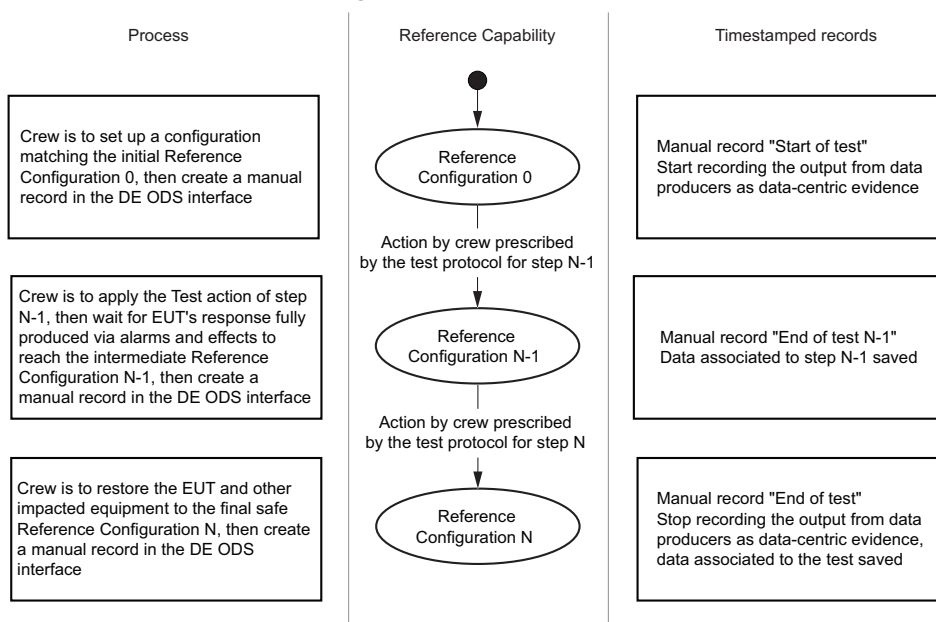 Process
Reference Capability
Timestamped records
Crew is to set up a configuration
matching the initial Reference
Configuration 0, then create a manual
record in the DE ODS interface
Reference
Configuration 0
Manual record "Start of test"
Start recording the output from data
producers as data-centric evidence
Action by crew prescribed
by the test protocol for step N-1
Crew is to apply the Test action of step
N-1, then wait for EUT's response fully
produced via alarms and effects to
reach the intermediate Reference
Configuration N-1, then create a
manual record in the DE ODS interface
Reference
Configuration N-1
Manual record "End of test N-1"
Data associated to step N-1 saved
Action by crew prescribed
by the test protocol for step N
Crew is to restore the EUT and other
impacted equipment to the final safe
Reference Configuration N, then create
a manual record in the DE ODS
interface
Reference
Configuration N
Manual record "End of test"
Stop recording the output from data
producers as data-centric evidence,
data associated to the test saved